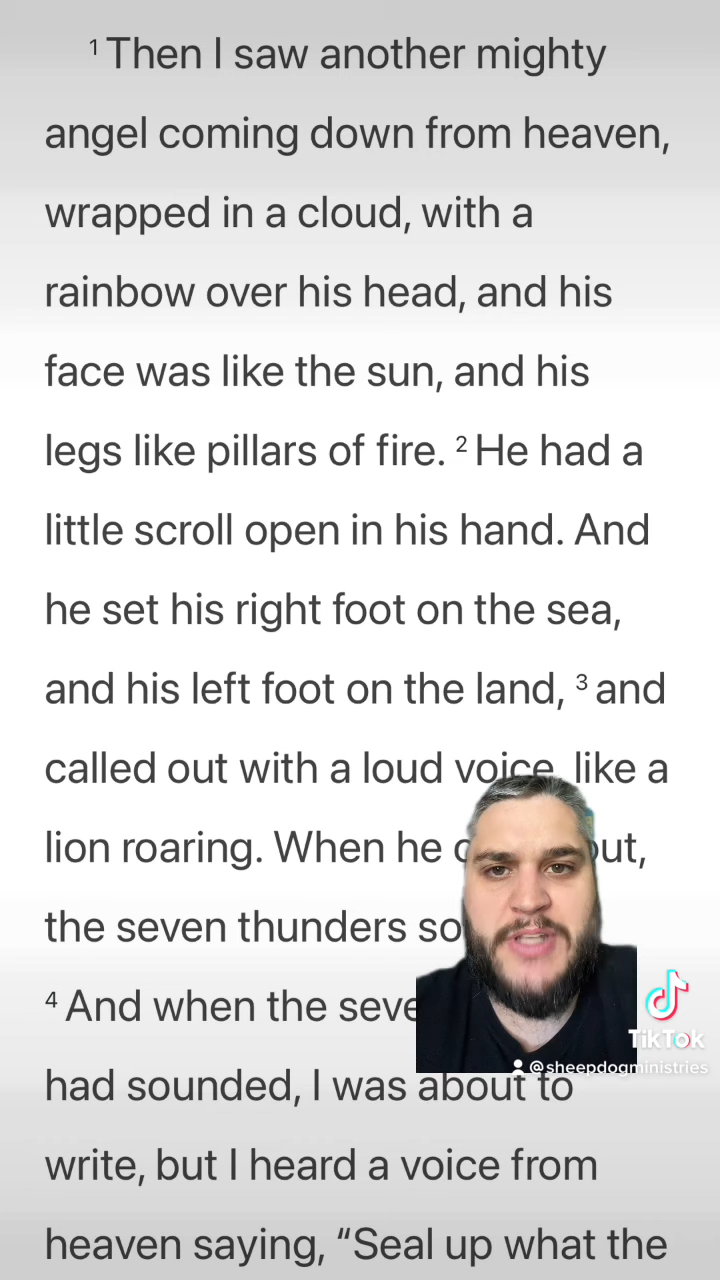 1 Then I saw another mighty
angel coming down from heaven,
wrapped in a cloud, with a
rainbow over his head, and his
face was like the sun, and his
legs like pillars of fire. 2 He had a
little scroll open in his hand. And
he set his right foot on the sea,
and his left foot on the land, 3 and
called out with a loud voice, like a
lion roaring. When he
the seven thunders
4 And when the
had sounded, I was about to
write, but I heard a voice from
heaven saying, “Seal up what the
TikTok
@sheepdogministries